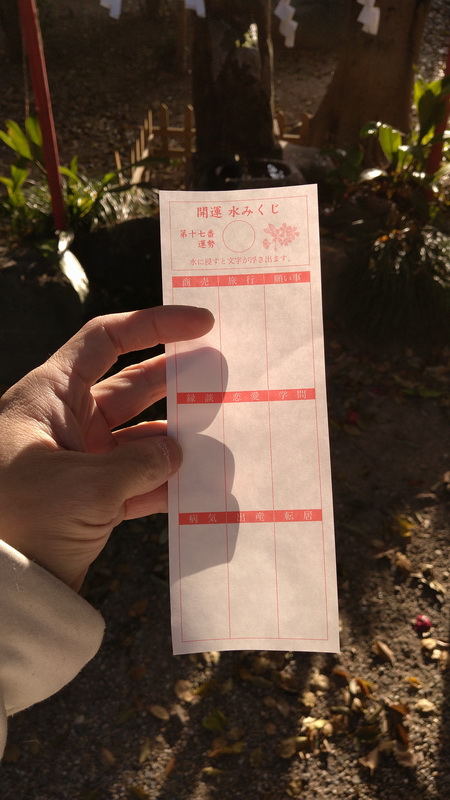 開運 水みくじ
第十七番
運勢
水に浸すと文字が浮き出ます。
商売 旅行 願い事
縁談 恋愛 学問
病気 出産 転居